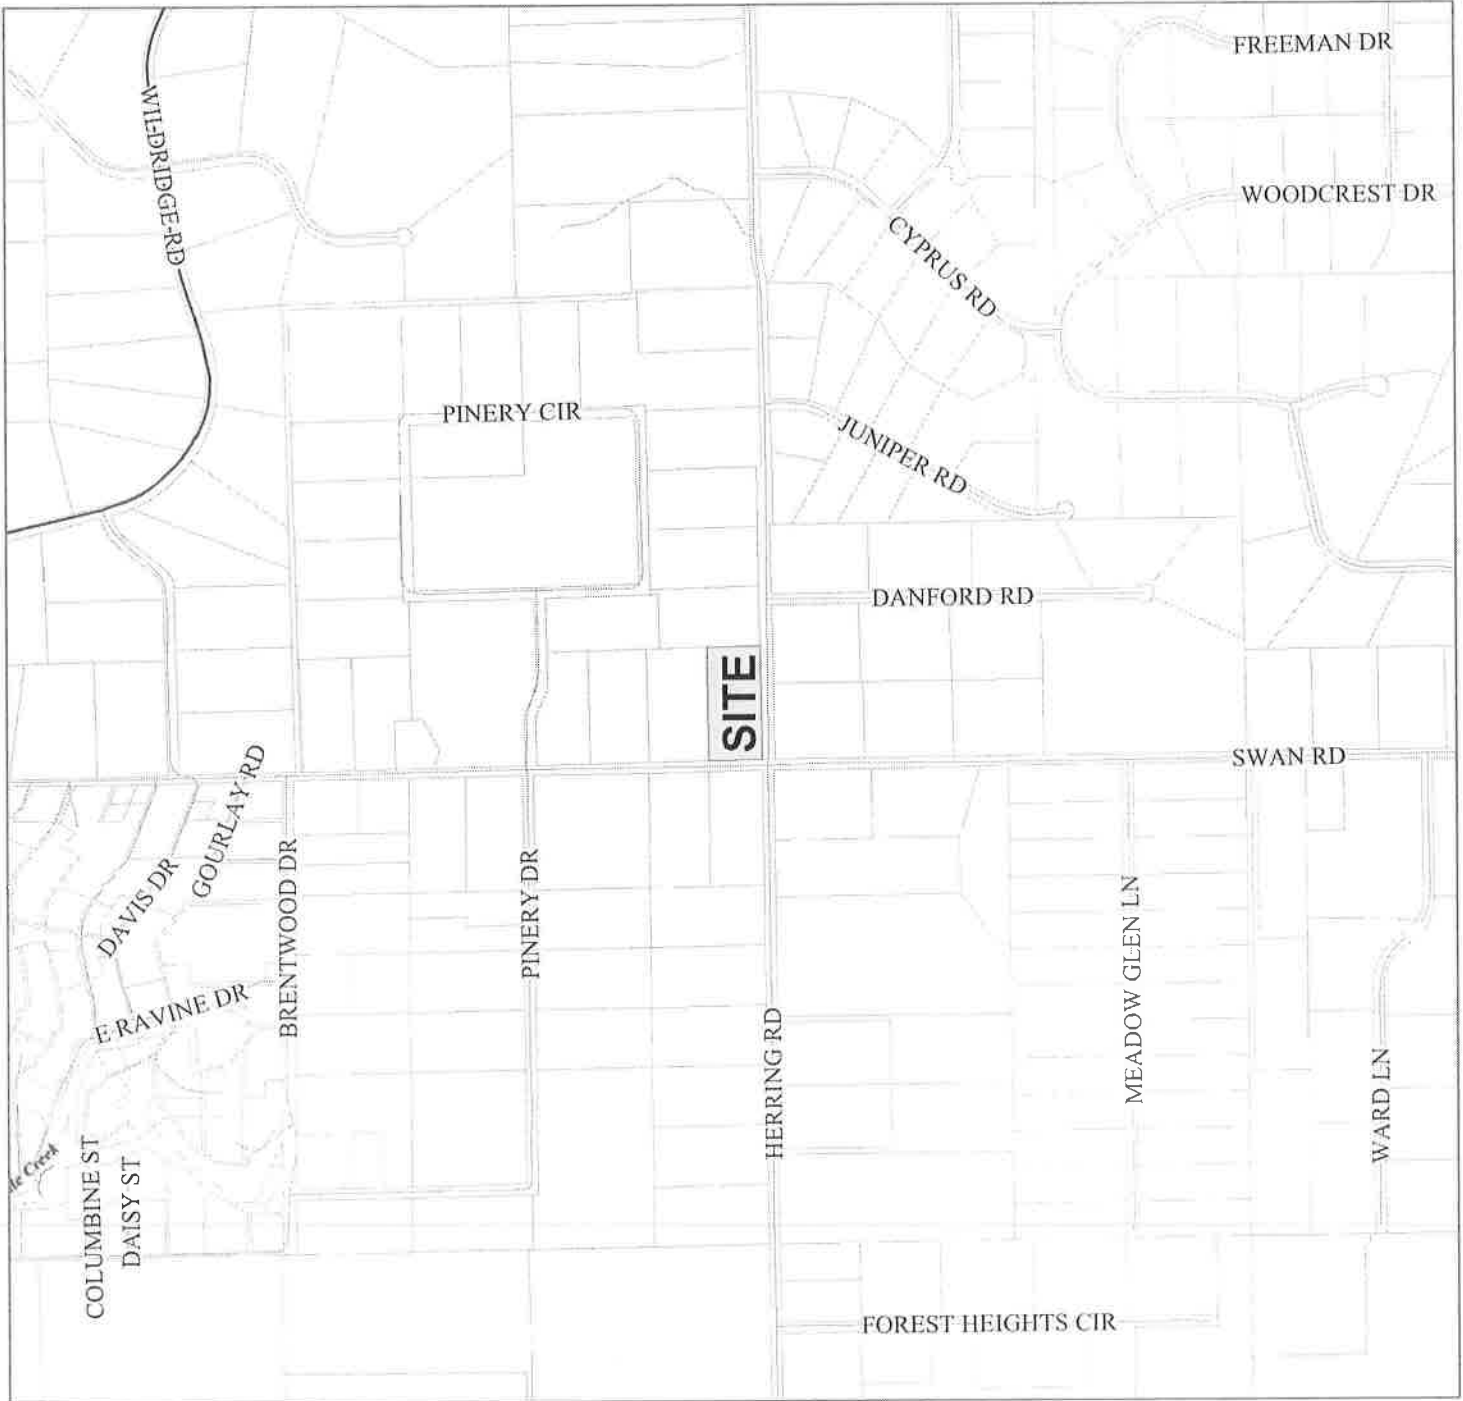 FREEMAN DR
WILDRIDGE RD
WOODCREST DR
CYPRUS RD
PINERY CIR
JUNIPER RD
DANFORD RD
SITE
SWAN RD
GOURLAY RD
DAVIS DR
BRENTWOOD DR
PINERY DR
MEADOW GLEN LN
E RAVINE DR
HERRING RD
WARD LN
Creek
COLUMBINE ST
DAISY ST
FOREST HEIGHTS CIR